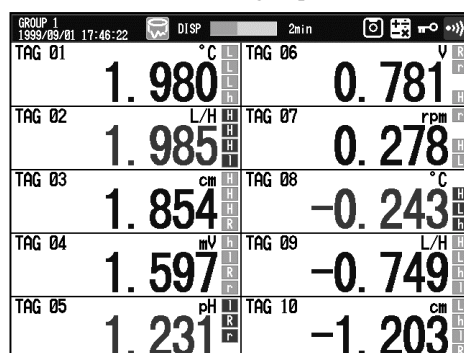 GROUP 1
1999/09/01 17:46:22 DISP 2min
TAG 01 °C L L L h
1.980
TAG 02 L/H H H H l
1.985
TAG 03 cm H H H R
1.854
TAG 04 mV h l R r
1.597
TAG 05 pH l R r
1.231
TAG 06 V R r H
0.781
TAG 07 rpm r H L
0.278
TAG 08 °C H L h
-0.243
TAG 09 L/H H L h l
-0.749
TAG 10 cm L h l R
-1.203